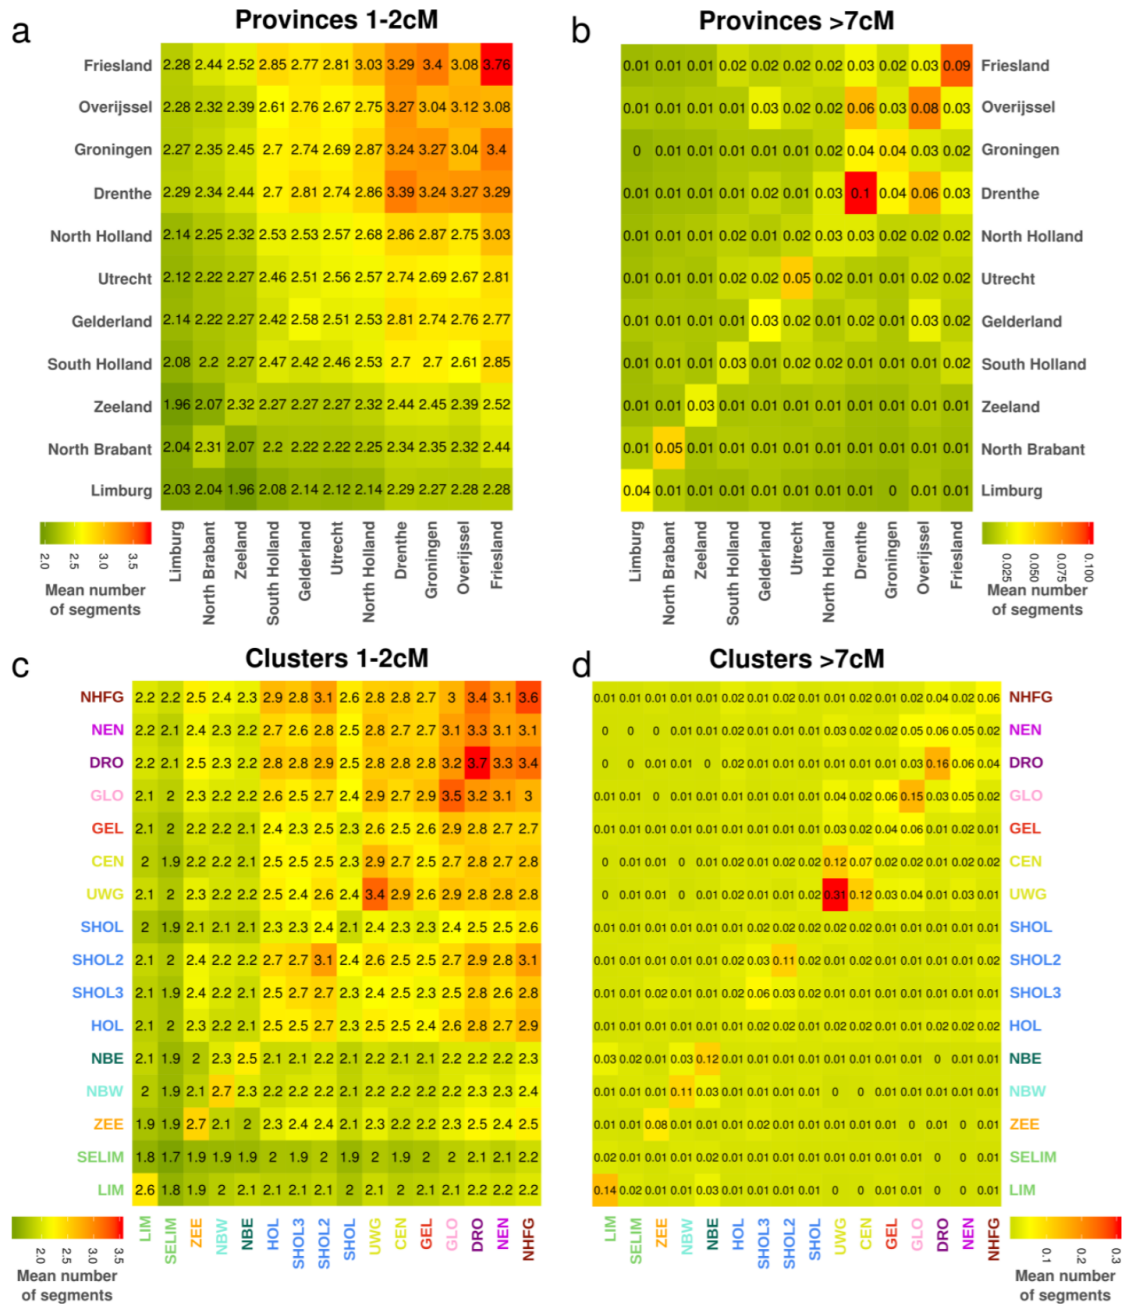 a
Provinces 1-2cM
Friesland 2.28 2.44 2.52 2.85 2.77 2.81 3.03 3.29 3.4 3.08 3.76
Overijssel 2.28 2.32 2.39 2.61 2.76 2.67 2.75 3.27 3.04 3.12 3.08
Groningen 2.27 2.35 2.45 2.7 2.74 2.69 2.87 3.24 3.27 3.04 3.4
Drenthe 2.29 2.34 2.44 2.7 2.81 2.74 2.86 3.39 3.24 3.27 3.29
North Holland 2.14 2.25 2.32 2.53 2.53 2.57 2.68 2.86 2.87 2.75 3.03
Utrecht 2.12 2.22 2.27 2.46 2.51 2.56 2.57 2.74 2.69 2.67 2.81
Gelderland 2.14 2.22 2.27 2.42 2.58 2.51 2.53 2.81 2.74 2.76 2.77
South Holland 2.08 2.2 2.27 2.47 2.42 2.46 2.53 2.7 2.7 2.61 2.85
Zeeland 1.96 2.07 2.32 2.27 2.27 2.27 2.32 2.44 2.45 2.39 2.52
North Brabant 2.04 2.31 2.07 2.2 2.22 2.22 2.25 2.34 2.35 2.32 2.44
Limburg 2.03 2.04 1.96 2.08 2.14 2.12 2.14 2.29 2.27 2.28 2.28
Limburg North Brabant Zeeland South Holland Gelderland Utrecht North Holland Drenthe Groningen Overijssel Friesland
2.0 2.5 3.0 3.5
Mean number
of segments
b
Provinces >7cM
0.01 0.01 0.01 0.02 0.02 0.02 0.02 0.03 0.02 0.03 0.09 Friesland
0.01 0.01 0.01 0.01 0.03 0.02 0.02 0.06 0.03 0.08 0.03 Overijssel
0 0.01 0.01 0.01 0.01 0.01 0.02 0.04 0.04 0.03 0.02 Groningen
0.01 0.01 0.01 0.01 0.02 0.01 0.03 0.1 0.04 0.06 0.03 Drenthe
0.01 0.01 0.01 0.02 0.01 0.02 0.03 0.03 0.02 0.02 0.02 North Holland
0.01 0.01 0.01 0.02 0.02 0.05 0.02 0.01 0.01 0.02 0.02 Utrecht
0.01 0.01 0.01 0.01 0.03 0.02 0.01 0.02 0.01 0.03 0.02 Gelderland
0.01 0.01 0.01 0.03 0.01 0.02 0.02 0.01 0.01 0.01 0.02 South Holland
0.01 0.01 0.03 0.01 0.01 0.01 0.01 0.01 0.01 0.01 0.01 Zeeland
0.01 0.05 0.01 0.01 0.01 0.01 0.01 0.01 0.01 0.01 0.01 North Brabant
0.04 0.01 0.01 0.01 0.01 0.01 0.01 0.01 0 0.01 0.01 Limburg
Limburg North Brabant Zeeland South Holland Gelderland Utrecht North Holland Drenthe Groningen Overijssel Friesland
0.025 0.050 0.075 0.100
Mean number
of segments
c
Clusters 1-2cM
NHFG 2.2 2.2 2.5 2.4 2.3 2.9 2.8 3.1 2.6 2.8 2.8 2.7 3 3.4 3.1 3.6
NEN 2.2 2.1 2.4 2.3 2.2 2.7 2.6 2.8 2.5 2.8 2.7 2.7 3.1 3.3 3.1 3.1
DRO 2.2 2.1 2.5 2.3 2.2 2.8 2.8 2.9 2.5 2.8 2.8 2.8 3.2 3.7 3.3 3.4
GLO 2.1 2 2.3 2.2 2.2 2.6 2.5 2.7 2.4 2.9 2.7 2.9 3.5 3.2 3.1 3
GEL 2.1 2 2.2 2.2 2.1 2.4 2.3 2.5 2.3 2.6 2.5 2.6 2.9 2.8 2.7 2.7
CEN 2 1.9 2.2 2.2 2.1 2.5 2.5 2.5 2.3 2.9 2.7 2.5 2.7 2.8 2.7 2.8
UWG 2.1 2 2.3 2.2 2.2 2.5 2.4 2.6 2.4 3.4 2.9 2.6 2.9 2.8 2.8 2.8
SHOL 2 1.9 2.1 2.1 2.1 2.3 2.3 2.4 2.1 2.4 2.3 2.3 2.4 2.5 2.5 2.6
SHOL2 2.1 2 2.4 2.2 2.2 2.7 2.7 3.1 2.4 2.6 2.5 2.5 2.7 2.9 2.8 3.1
SHOL3 2.1 1.9 2.4 2.2 2.1 2.5 2.7 2.7 2.3 2.4 2.5 2.3 2.5 2.8 2.6 2.8
HOL 2.1 2 2.3 2.2 2.1 2.5 2.5 2.7 2.3 2.5 2.5 2.4 2.6 2.8 2.7 2.9
NBE 2.1 1.9 2 2.3 2.5 2.1 2.1 2.2 2.1 2.2 2.1 2.1 2.2 2.2 2.2 2.3
NBW 2 1.9 2.1 2.7 2.3 2.2 2.2 2.2 2.1 2.2 2.2 2.2 2.2 2.3 2.3 2.4
ZEE 1.9 1.9 2.7 2.1 2 2.3 2.4 2.4 2.1 2.3 2.2 2.2 2.3 2.5 2.4 2.5
SELIM 1.8 1.7 1.9 1.9 1.9 2 1.9 2 1.9 2 1.9 2 2 2.1 2.1 2.2
LIM 2.6 1.8 1.9 2 2.1 2.1 2.1 2.1 2 2.1 2 2.1 2.1 2.2 2.2 2.2
LIM SELIM ZEE NBW NBE HOL SHOL3 SHOL2 SHOL UWG CEN GEL GLO DRO NEN NHFG
2.0 2.5 3.0 3.5
Mean number
of segments
d
Clusters >7cM
0.01 0.01 0.01 0.01 0.01 0.02 0.01 0.02 0.01 0.01 0.02 0.01 0.02 0.04 0.02 0.06 NHFG
0 0 0 0.01 0.01 0.02 0.01 0.01 0.01 0.03 0.02 0.02 0.05 0.06 0.05 0.02 NEN
0 0 0.01 0.01 0 0.02 0.01 0.01 0.01 0.01 0.01 0.01 0.03 0.16 0.06 0.04 DRO
0.01 0.01 0 0.01 0.01 0.01 0.01 0.01 0.01 0.04 0.02 0.06 0.15 0.03 0.05 0.02 GLO
0.01 0.01 0.01 0.01 0.01 0.01 0.01 0.01 0.01 0.03 0.02 0.04 0.06 0.01 0.02 0.01 GEL
0 0.01 0.01 0 0.01 0.02 0.01 0.02 0.02 0.12 0.07 0.02 0.02 0.01 0.02 0.02 CEN
0 0.01 0.01 0 0.01 0.02 0.01 0.01 0.02 0.31 0.12 0.03 0.04 0.01 0.03 0.01 UWG
0.01 0.01 0.01 0.01 0.01 0.01 0.01 0.02 0.02 0.02 0.02 0.01 0.01 0.01 0.01 0.01 SHOL
0.01 0.01 0.01 0.01 0.01 0.02 0.03 0.11 0.02 0.01 0.02 0.01 0.01 0.01 0.01 0.02 SHOL2
0.01 0.01 0.02 0.01 0.01 0.02 0.06 0.03 0.02 0.01 0.01 0.01 0.01 0.01 0.01 0.01 SHOL3
0.01 0.01 0.01 0.01 0.01 0.01 0.02 0.02 0.01 0.02 0.02 0.01 0.01 0.02 0.02 0.02 HOL
0.03 0.02 0.01 0.03 0.12 0.01 0.01 0.01 0.01 0.01 0.01 0.01 0.01 0 0.01 0.01 NBE
0.01 0.01 0.01 0.11 0.03 0.01 0.01 0.01 0.01 0 0 0.01 0.01 0.01 0.01 0.01 NBW
0.01 0.01 0.08 0.01 0.01 0.01 0.02 0.01 0.01 0.01 0.01 0.01 0 0.01 0 0.01 ZEE
0.02 0.01 0.01 0.01 0.02 0.01 0.01 0.01 0.01 0.01 0.01 0.01 0.01 0 0 0.01 SELIM
0.14 0.02 0.01 0.01 0.03 0.01 0.01 0.01 0.01 0 0 0.01 0.01 0 0 0.01 LIM
LIM SELIM ZEE NBW NBE HOL SHOL3 SHOL2 SHOL UWG CEN GEL GLO DRO NEN NHFG
0.1 0.2 0.3
Mean number
of segments